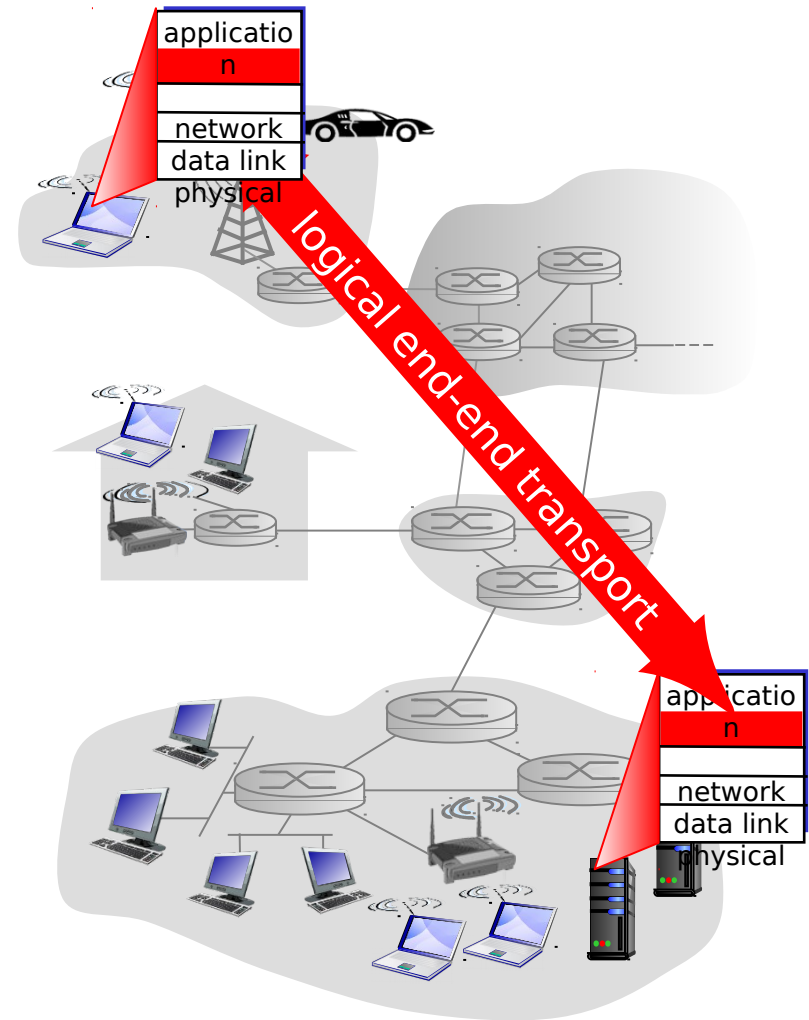 applicatio
n
network
data link
physical
logical end-end transport
applicatio
n
network
data link
physical